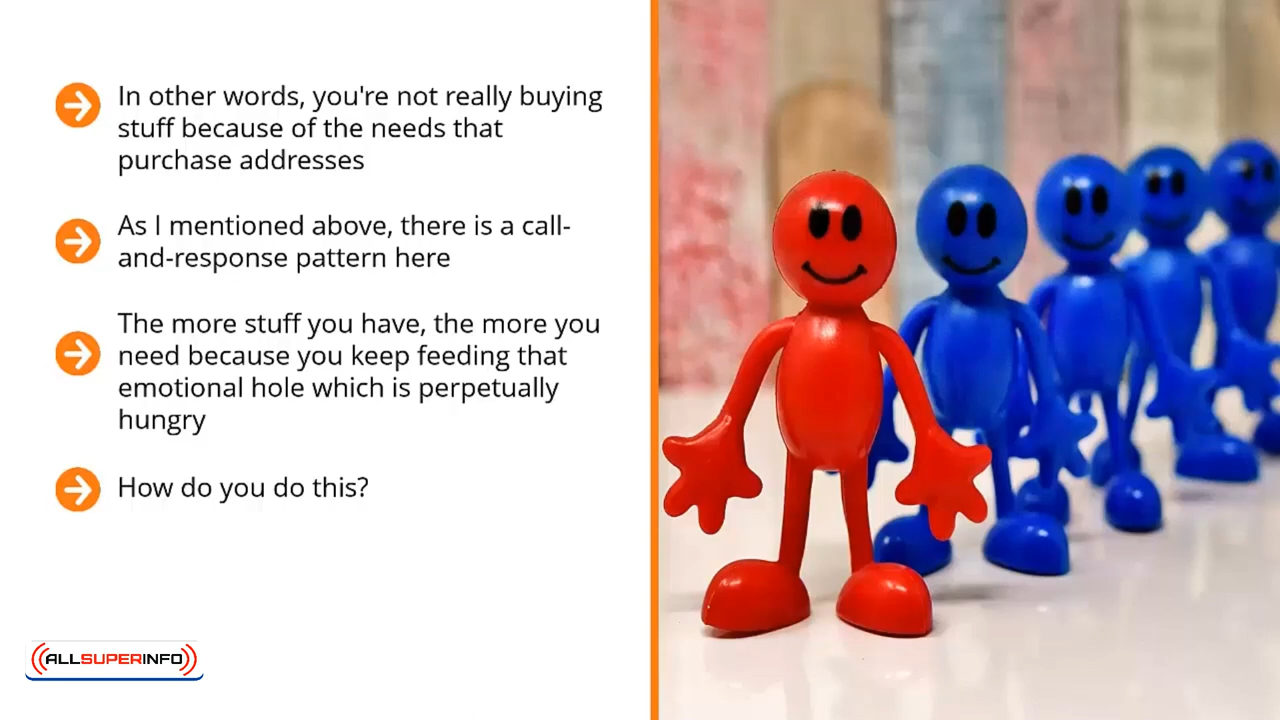 In other words, you're not really buying
stuff because of the needs that
purchase addresses
As I mentioned above, there is a call-
and-response pattern here
The more stuff you have, the more you
need because you keep feeding that
emotional hole which is perpetually
hungry
How do you do this?
ALLSUPERINFO